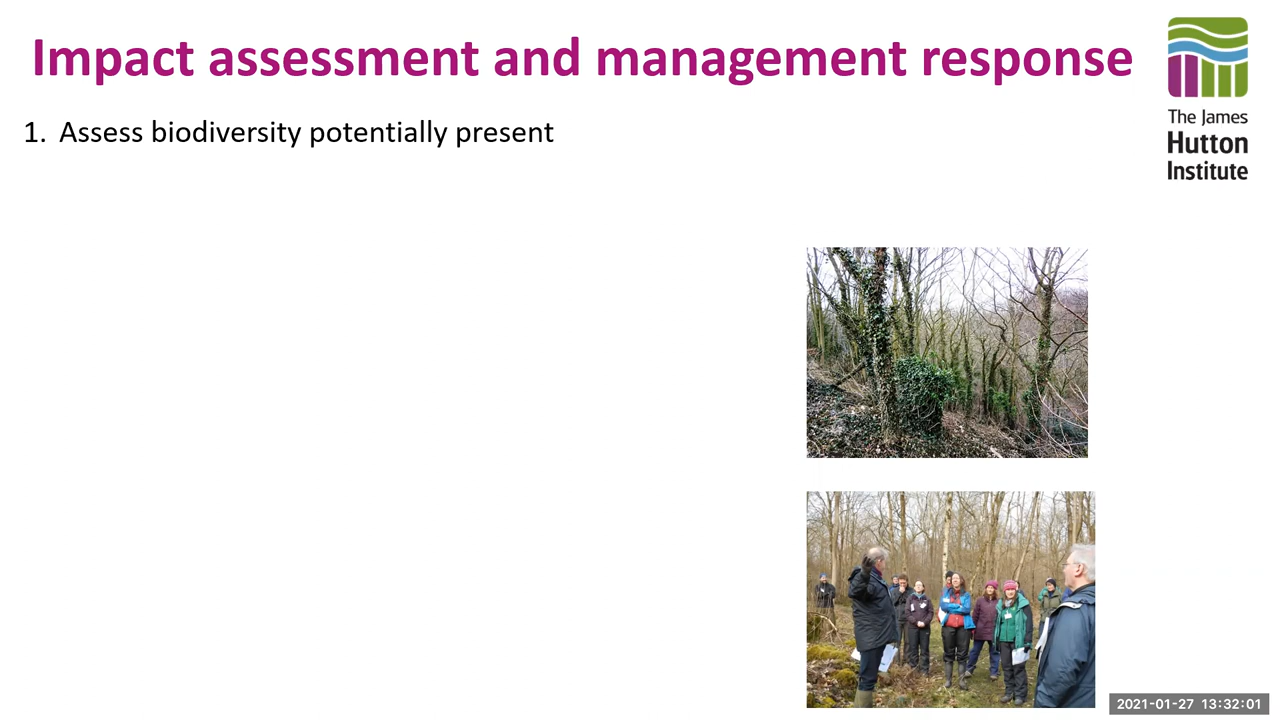 Impact assessment and management response
The James
Hutton
Institute
1. Assess biodiversity potentially present
2021-01-27 13:32:01